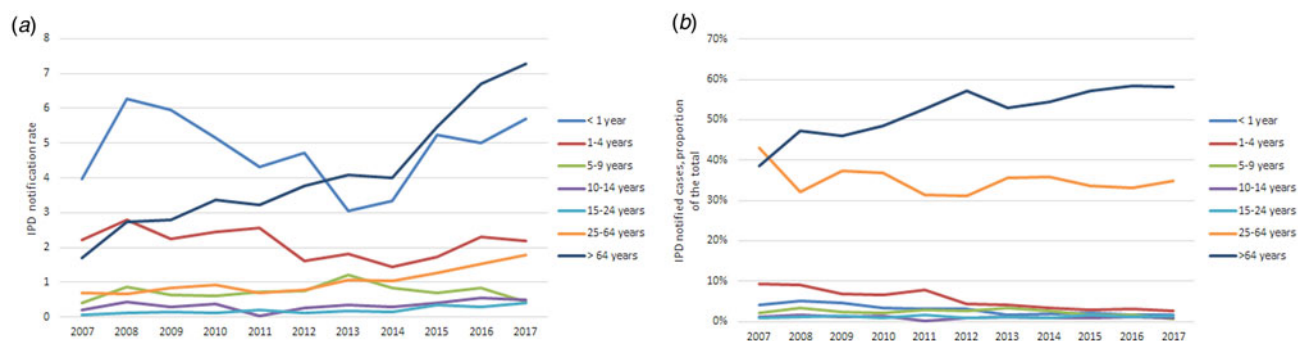 (a)
IPD notification rate
8
7
6
5
4
3
2
1
0
2007 2008 2009 2010 2011 2012 2013 2014 2015 2016 2017
< 1 year
1-4 years
5-9 years
10-14 years
15-24 years
25-64 years
> 64 years
(b)
IPD notified cases, proportion
of the total
70%
60%
50%
40%
30%
20%
10%
0%
2007 2008 2009 2010 2011 2012 2013 2014 2015 2016 2017
< 1 year
1-4 years
5-9 years
10-14 years
15-24 years
25-64 years
>64 years